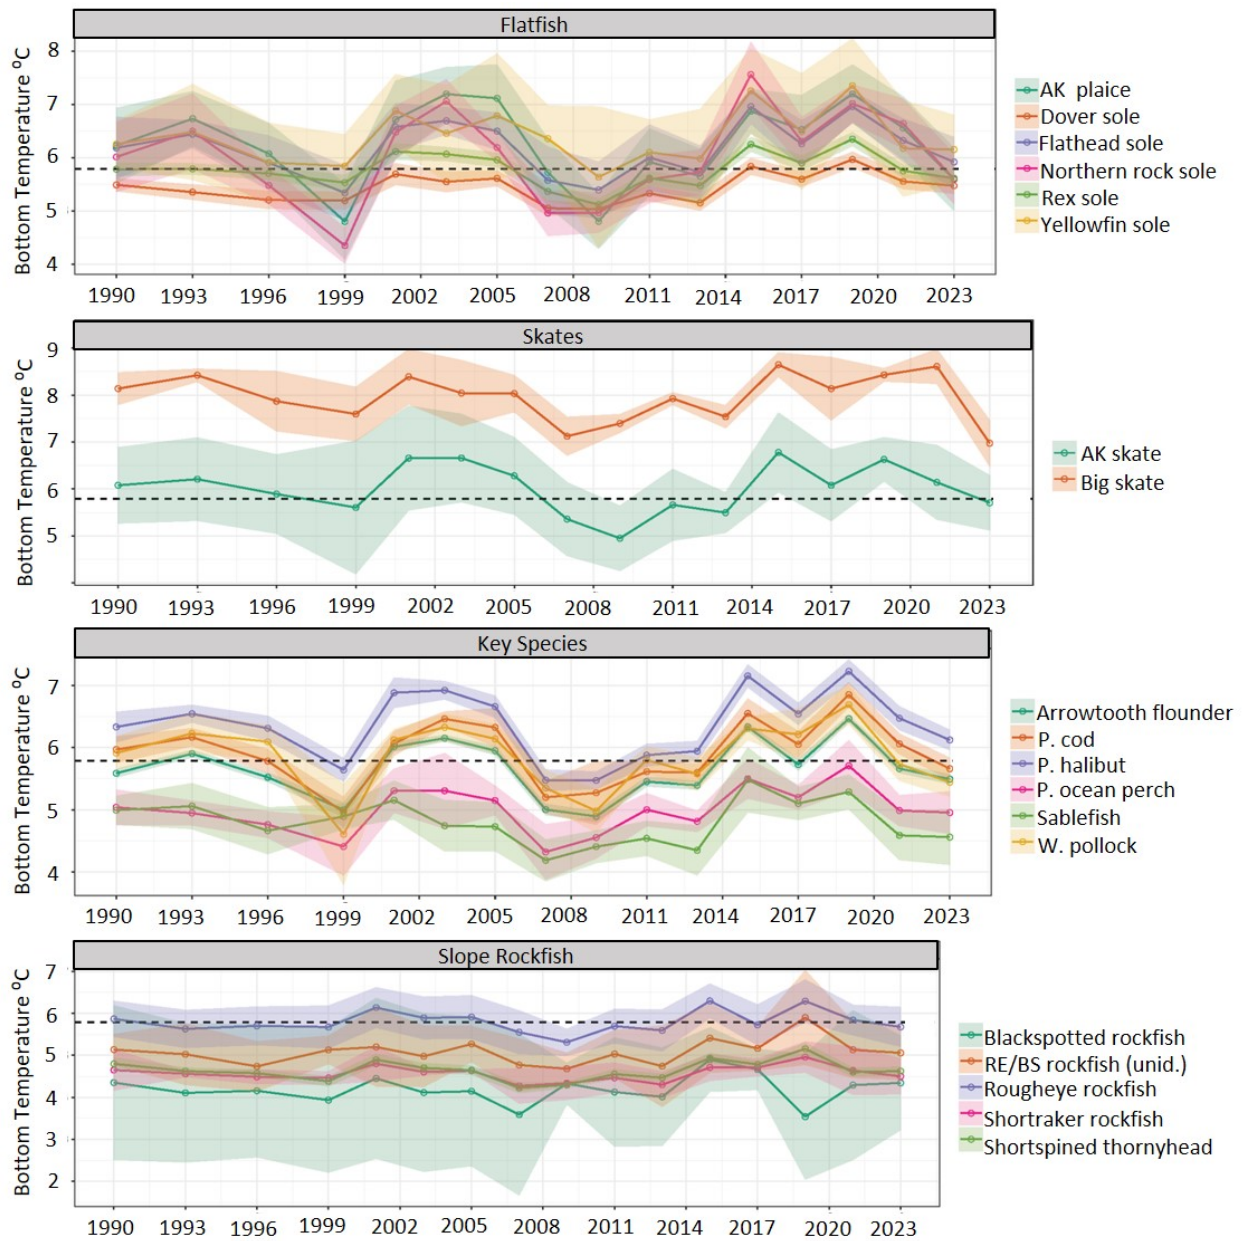 Flatfish
Bottom Temperature ºC
8
7
6
5
4
1990 1993 1996 1999 2002 2005 2008 2011 2014 2017 2020 2023
AK plaice
Dover sole
Flathead sole
Northern rock sole
Rex sole
Yellowfin sole
Skates
Bottom Temperature ºC
9
8
7
6
5
1990 1993 1996 1999 2002 2005 2008 2011 2014 2017 2020 2023
AK skate
Big skate
Key Species
Bottom Temperature ºC
7
6
5
4
1990 1993 1996 1999 2002 2005 2008 2011 2014 2017 2020 2023
Arrowtooth flounder
P. cod
P. halibut
P. ocean perch
Sablefish
W. pollock
Slope Rockfish
Bottom Temperature ºC
7
6
5
4
3
2
1990 1993 1996 1999 2002 2005 2008 2011 2014 2017 2020 2023
Blackspotted rockfish
RE/BS rockfish (unid.)
Rougheye rockfish
Shortraker rockfish
Shortspined thornyhead